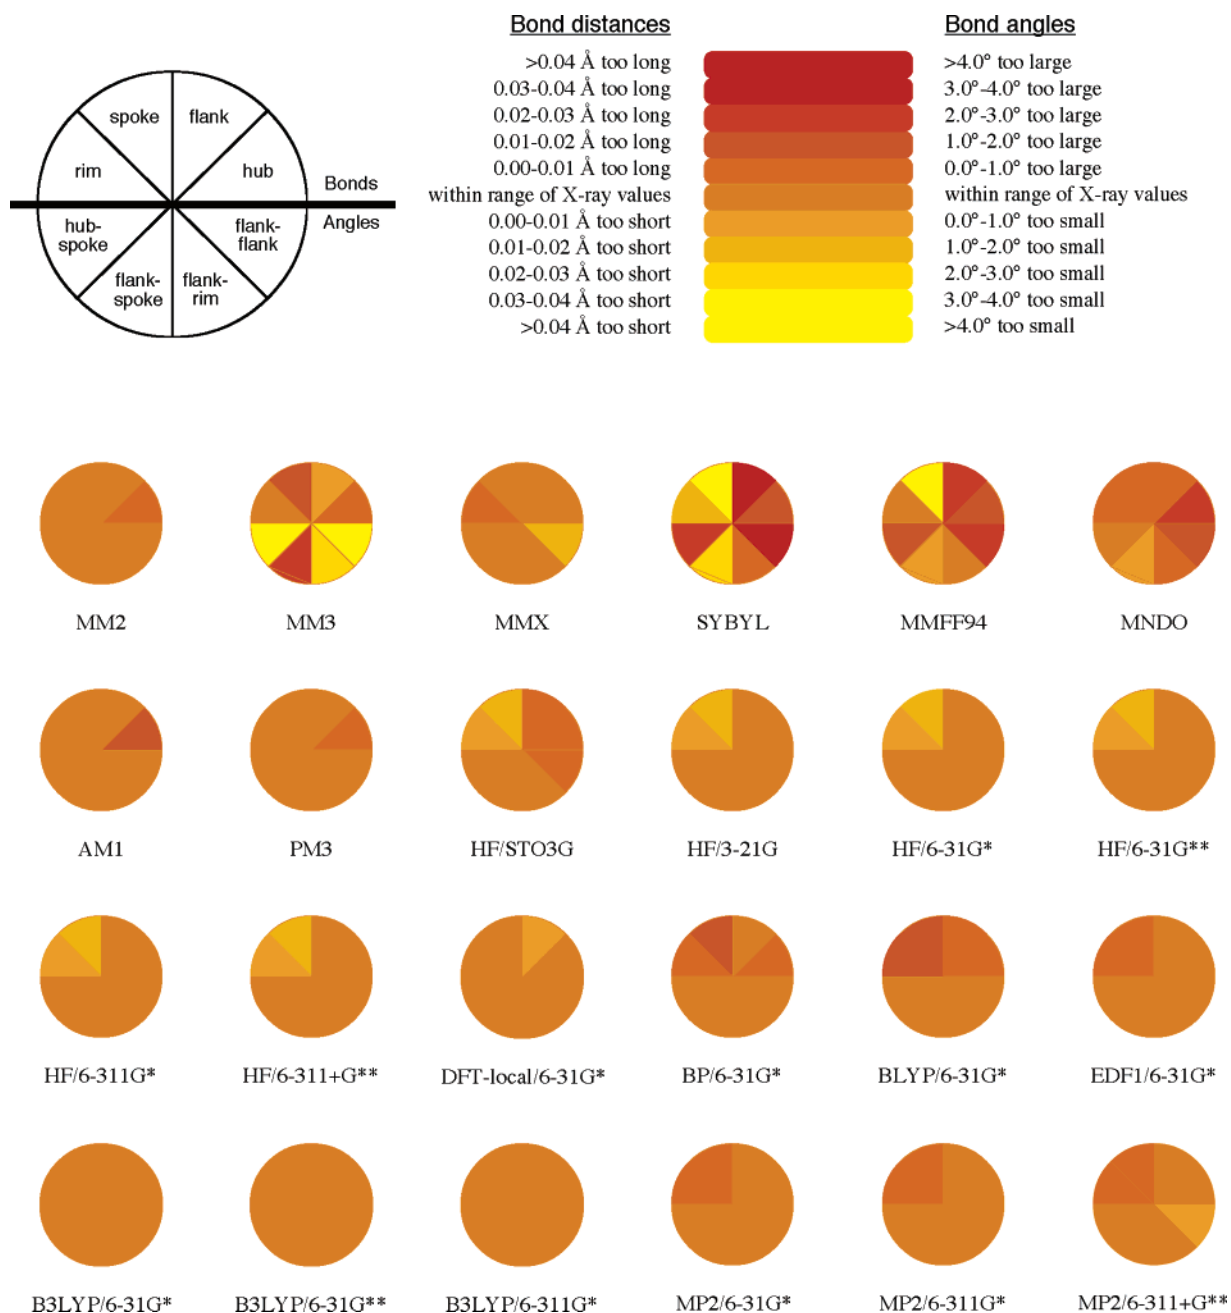 Bond distances
Bond angles
>0.04 Å too long
>4.0° too large
0.03-0.04 Å too long
3.0°-4.0° too large
0.02-0.03 Å too long
2.0°-3.0° too large
0.01-0.02 Å too long
1.0°-2.0° too large
0.00-0.01 Å too long
0.0°-1.0° too large
within range of X-ray values
within range of X-ray values
0.00-0.01 Å too short
0.0°-1.0° too small
0.01-0.02 Å too short
1.0°-2.0° too small
0.02-0.03 Å too short
2.0°-3.0° too small
0.03-0.04 Å too short
3.0°-4.0° too small
>0.04 Å too short
>4.0° too small
spoke
flank
rim
hub
Bonds
Angles
hub-
spoke
flank-
flank
flank-
spoke
flank-
rim
MM2
MM3
MMX
SYBYL
MMFF94
MNDO
AM1
PM3
HF/STO3G
HF/3-21G
HF/6-31G*
HF/6-31G**
HF/6-311G*
HF/6-311+G**
DFT-local/6-31G*
BP/6-31G*
BLYP/6-31G*
EDF1/6-31G*
B3LYP/6-31G*
B3LYP/6-31G**
B3LYP/6-311G*
MP2/6-31G*
MP2/6-311G*
MP2/6-311+G**